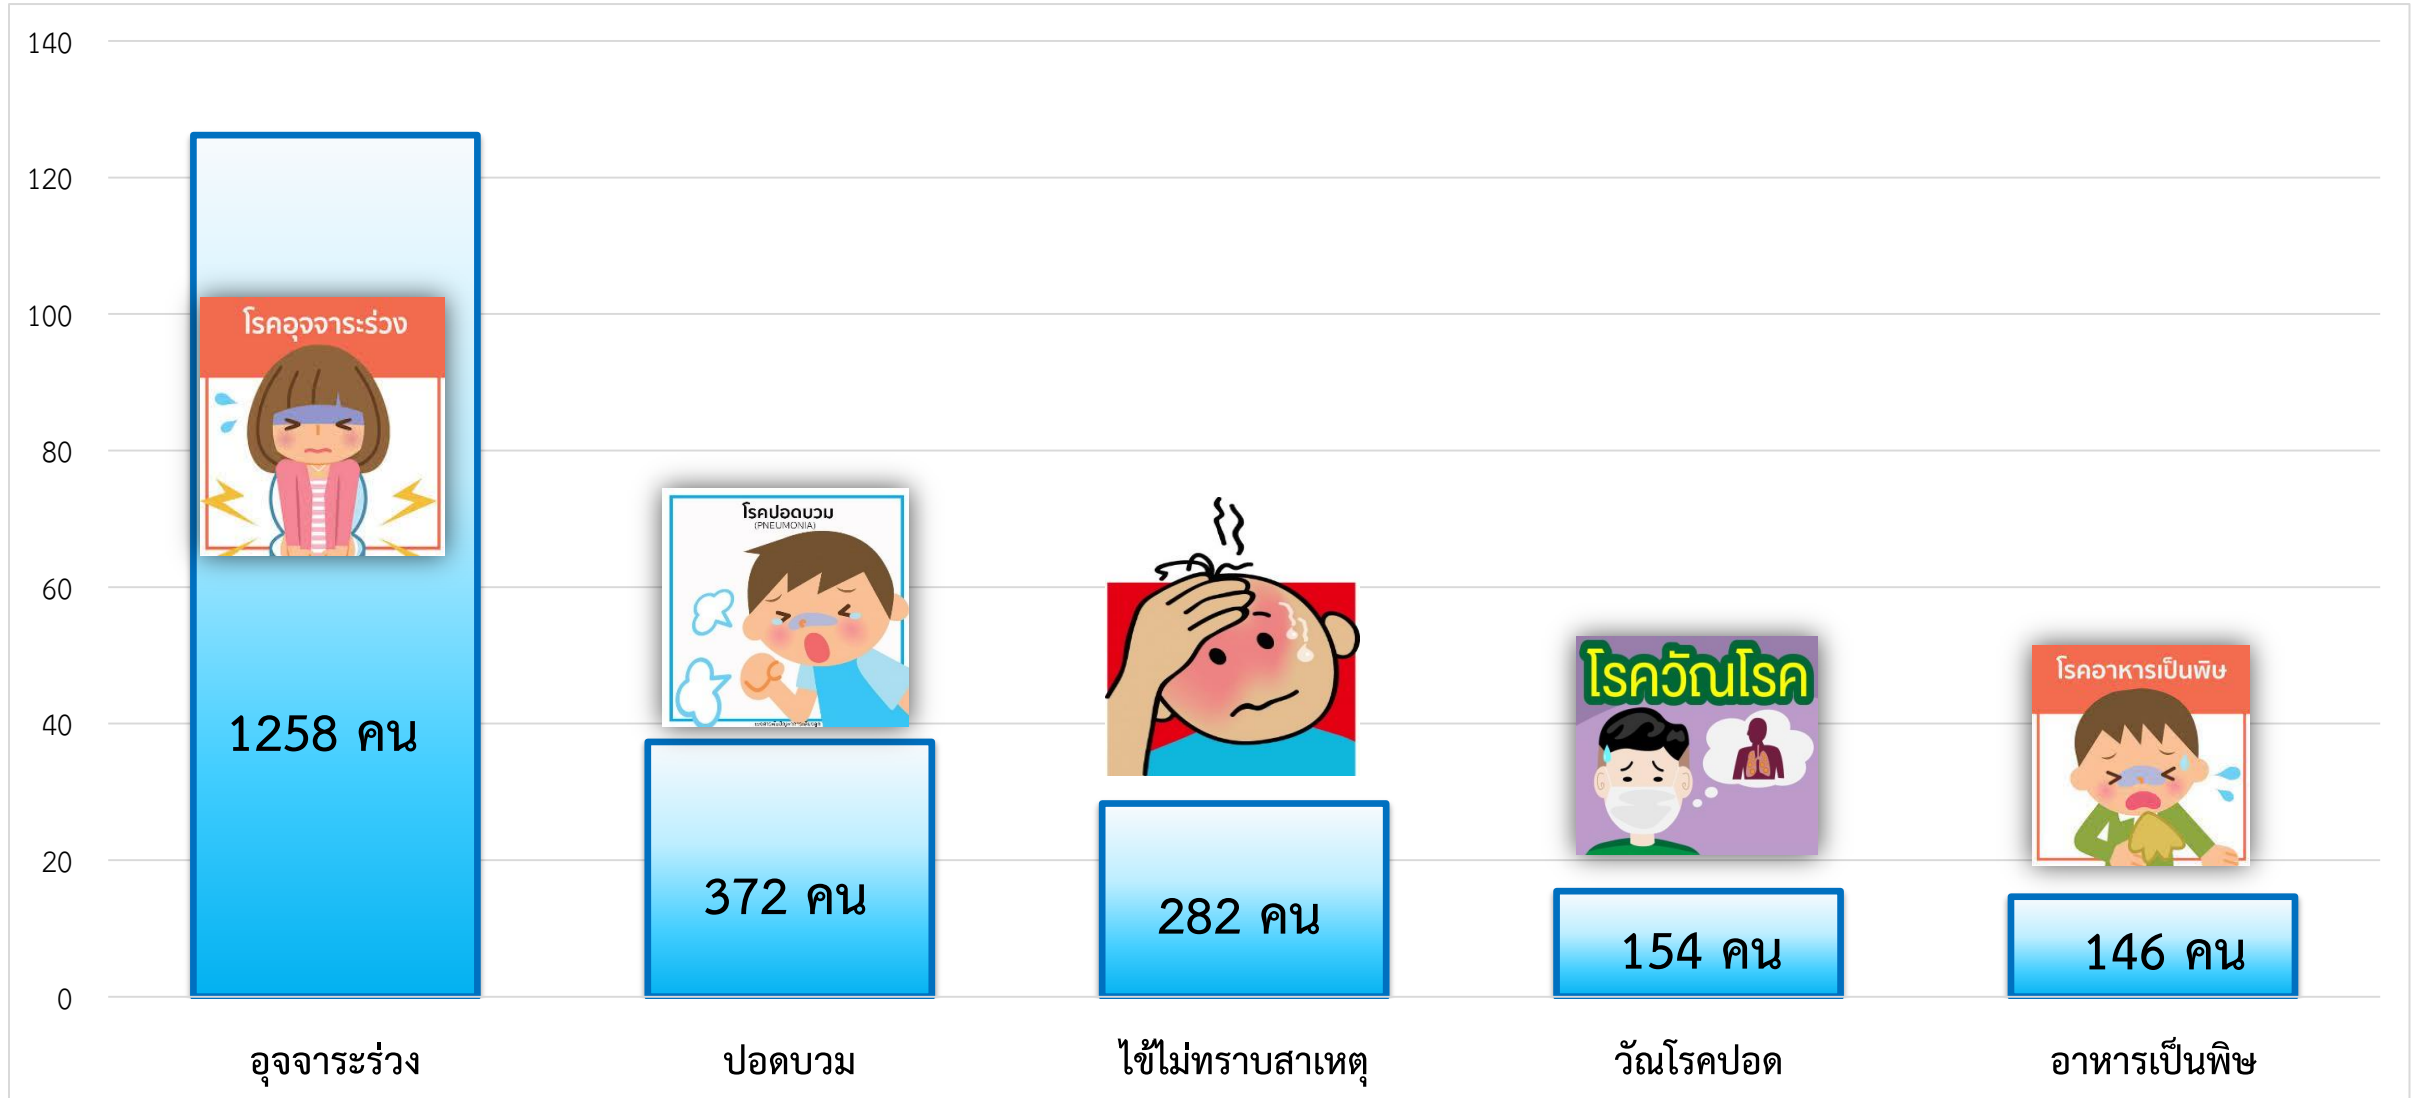 140
120
100
80
60
40
20
0
โรคอุจจาระร่วง
1258 คน
โรคปอดบวม
(PNEUMONIA)
372 คน
282 คน
โรควัณโรค
154 คน
โรคอาหารเป็นพิษ
146 คน
อุจจาระร่วง
ปอดบวม
ไข้ไม่ทราบสาเหตุ
วัณโรคปอด
อาหารเป็นพิษ